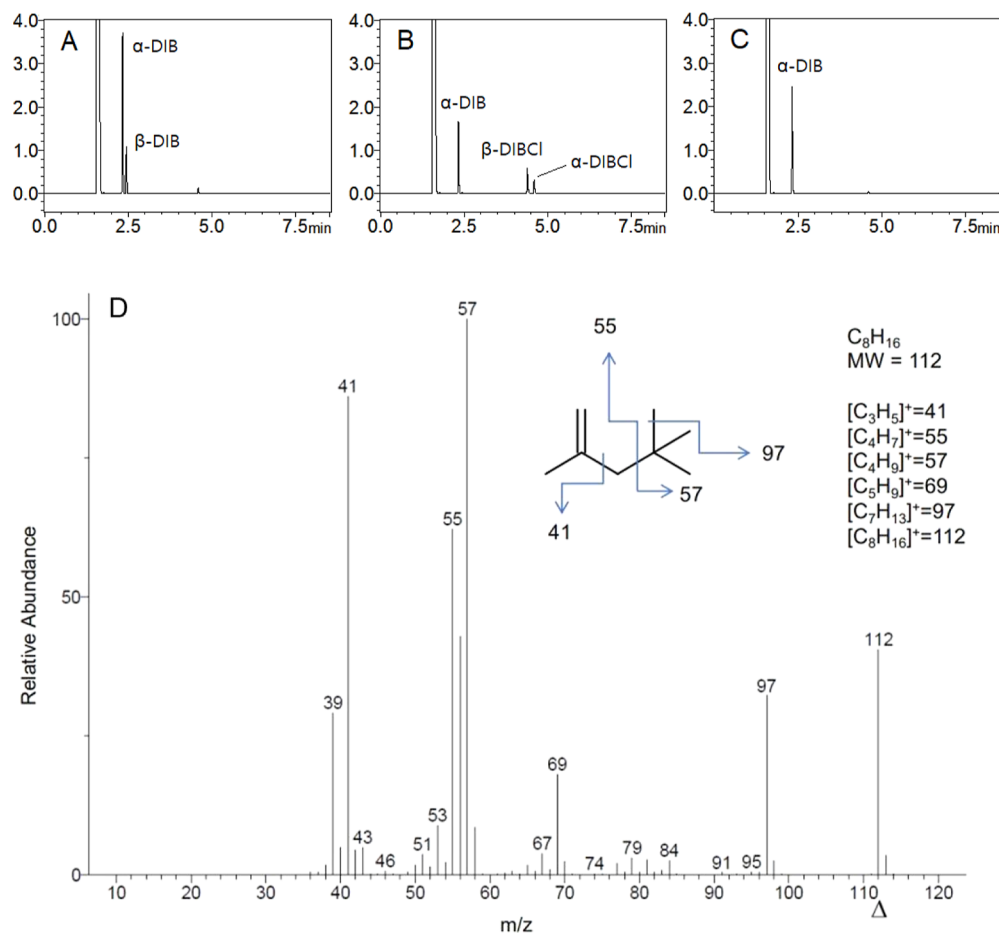 A
4.0
3.0
2.0
1.0
0.0
α-DIB
β-DIB
0.0 2.5 5.0 7.5min
B
4.0
3.0
2.0
1.0
0.0
α-DIB
β-DIBCl
α-DIBCl
0.0 2.5 5.0 7.5min
C
4.0
3.0
2.0
1.0
0.0
α-DIB
2.5 5.0 7.5min
D
Relative Abundance
100
50
0
57
41
55
39
43
46
51
53
67
69
74
79
84
91
95
97
112
55
97
57
41
C₈H₁₆
MW = 112
[C₃H₅]⁺=41
[C₄H₇]⁺=55
[C₄H₉]⁺=57
[C₅H₉]⁺=69
[C₇H₁₃]⁺=97
[C₈H₁₆]⁺=112
10 20 30 40 50 60 70 80 90 100 110 120
Δ
m/z